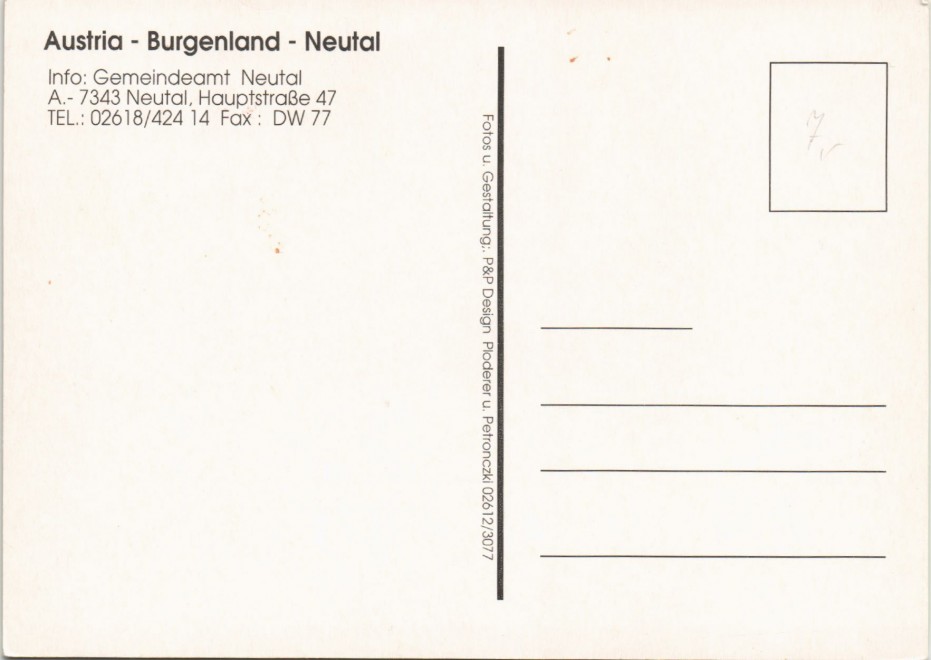 Austria - Burgenland - Neutal
Info: Gemeindeamt Neutal
A.- 7343 Neutal, Hauptstraße 47
TEL.: 02618/424 14 Fax : DW 77
Fotos u. Gestaltung;. P&P Design Ploderer u. Petronczki 02612/3077
7,-